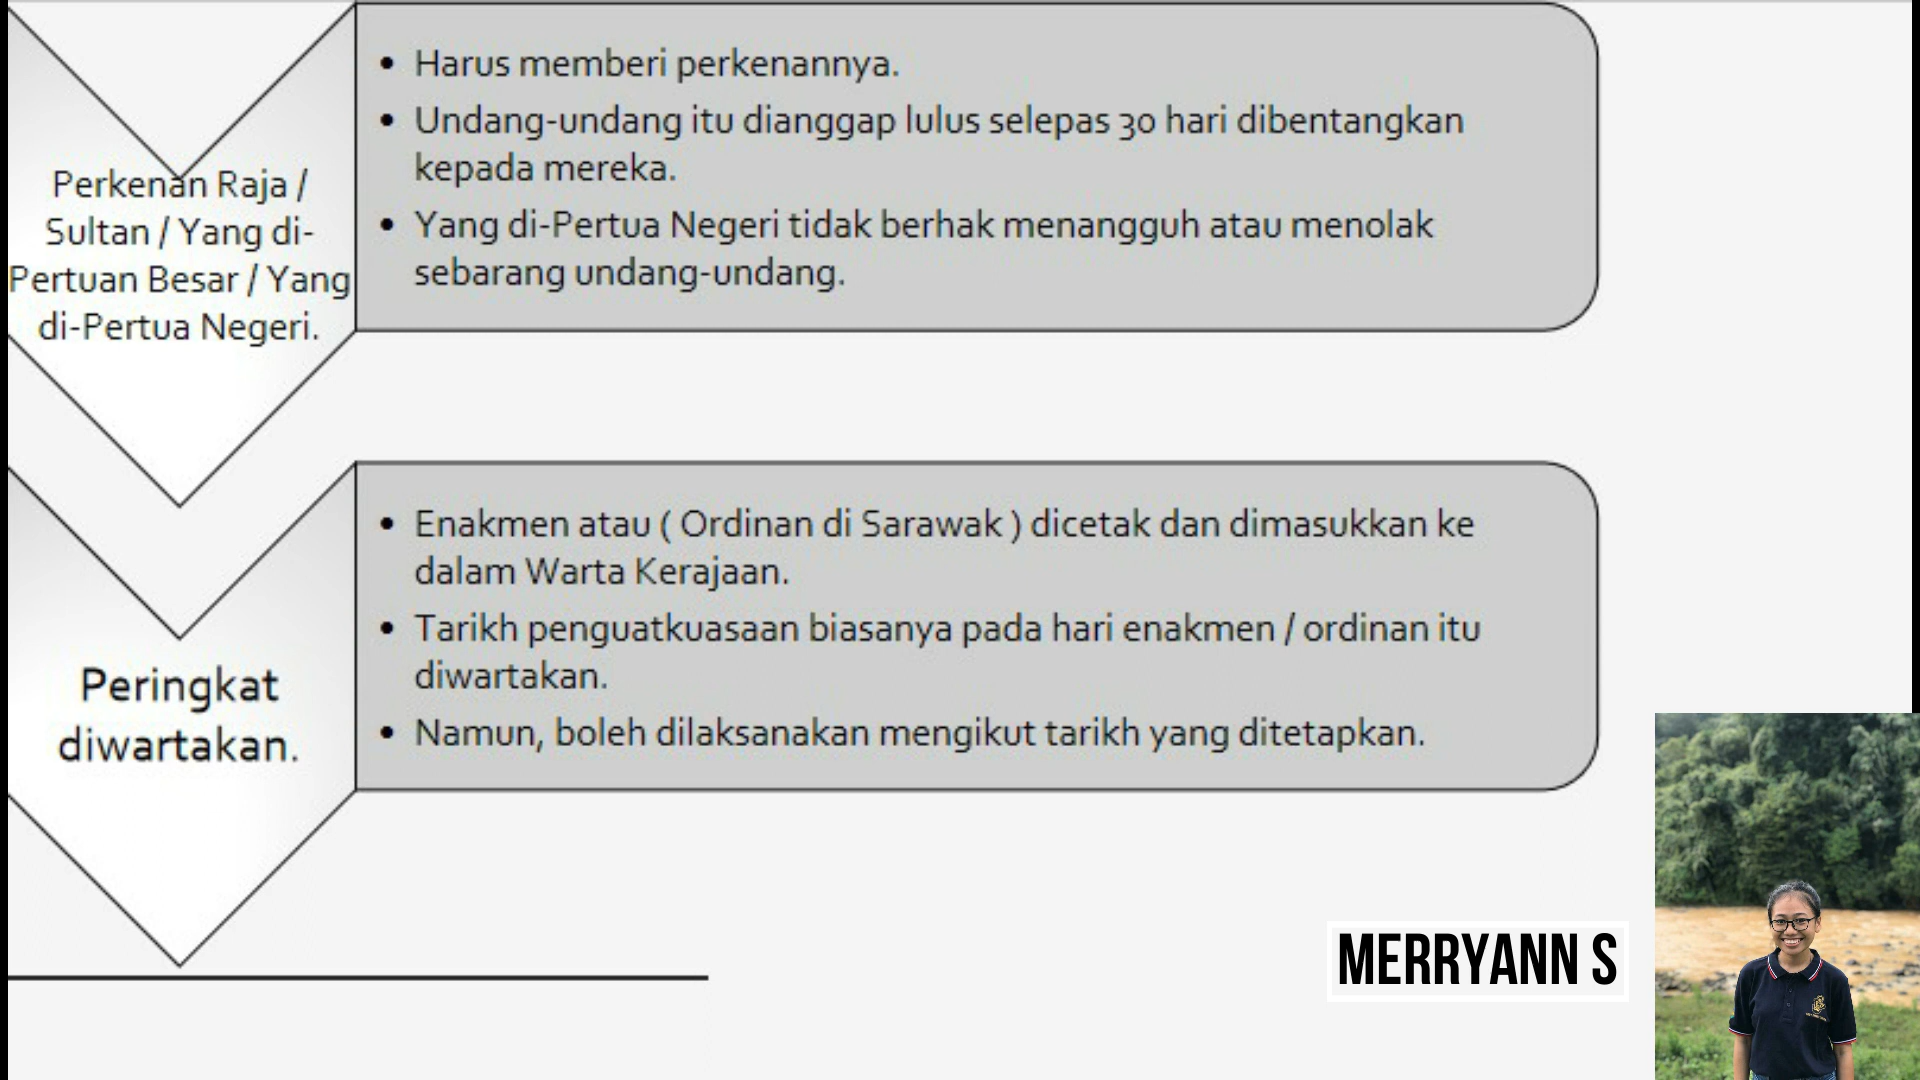 Perkenan Raja /
Sultan / Yang di-
Pertuan Besar / Yang
di-Pertua Negeri.
• Harus memberi perkenannya.
• Undang-undang itu dianggap lulus selepas 30 hari dibentangkan
kepada mereka.
• Yang di-Pertua Negeri tidak berhak menangguh atau menolak
sebarang undang-undang.
Peringkat
diwartakan.
• Enakmen atau ( Ordinan di Sarawak ) dicetak dan dimasukkan ke
dalam Warta Kerajaan.
• Tarikh penguatkuasaan biasanya pada hari enakmen / ordinan itu
diwartakan.
• Namun, boleh dilaksanakan mengikut tarikh yang ditetapkan.
MERRYANN S